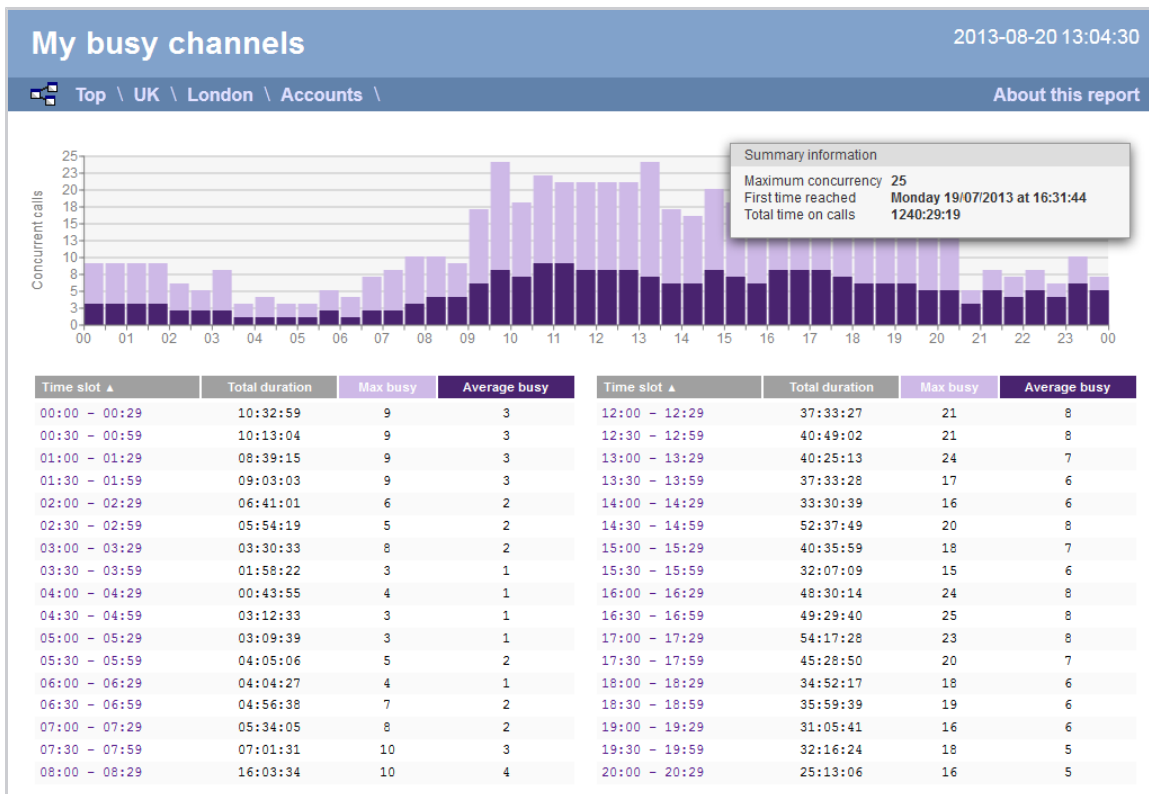 My busy channels
2013-08-20 13:04:30
Top \ UK \ London \ Accounts \
About this report
Concurrent calls
25
23
20
18
15
13
10
8
5
3
0
00 01 02 03 04 05 06 07 08 09 10 11 12 13 14 15 16 17 18 19 20 21 22 23 00
Summary information
Maximum concurrency 25
First time reached Monday 19/07/2013 at 16:31:44
Total time on calls 1240:29:19
Time slot ▲ Total duration Max busy Average busy
00:00 - 00:29 10:32:59 9 3
00:30 - 00:59 10:13:04 9 3
01:00 - 01:29 08:39:15 9 3
01:30 - 01:59 09:03:03 9 3
02:00 - 02:29 06:41:01 6 2
02:30 - 02:59 05:54:19 5 2
03:00 - 03:29 03:30:33 8 2
03:30 - 03:59 01:58:22 3 1
04:00 - 04:29 00:43:55 4 1
04:30 - 04:59 03:12:33 3 1
05:00 - 05:29 03:09:39 3 1
05:30 - 05:59 04:05:06 5 2
06:00 - 06:29 04:04:27 4 1
06:30 - 06:59 04:56:38 7 2
07:00 - 07:29 05:34:05 8 2
07:30 - 07:59 07:01:31 10 3
08:00 - 08:29 16:03:34 10 4
Time slot ▲ Total duration Max busy Average busy
12:00 - 12:29 37:33:27 21 8
12:30 - 12:59 40:49:02 21 8
13:00 - 13:29 40:25:13 24 7
13:30 - 13:59 37:33:28 17 6
14:00 - 14:29 33:30:39 16 6
14:30 - 14:59 52:37:49 20 8
15:00 - 15:29 40:35:59 18 7
15:30 - 15:59 32:07:09 15 6
16:00 - 16:29 48:30:14 24 8
16:30 - 16:59 49:29:40 25 8
17:00 - 17:29 54:17:28 23 8
17:30 - 17:59 45:28:50 20 7
18:00 - 18:29 34:52:17 18 6
18:30 - 18:59 35:59:39 19 6
19:00 - 19:29 31:05:41 16 6
19:30 - 19:59 32:16:24 18 5
20:00 - 20:29 25:13:06 16 5